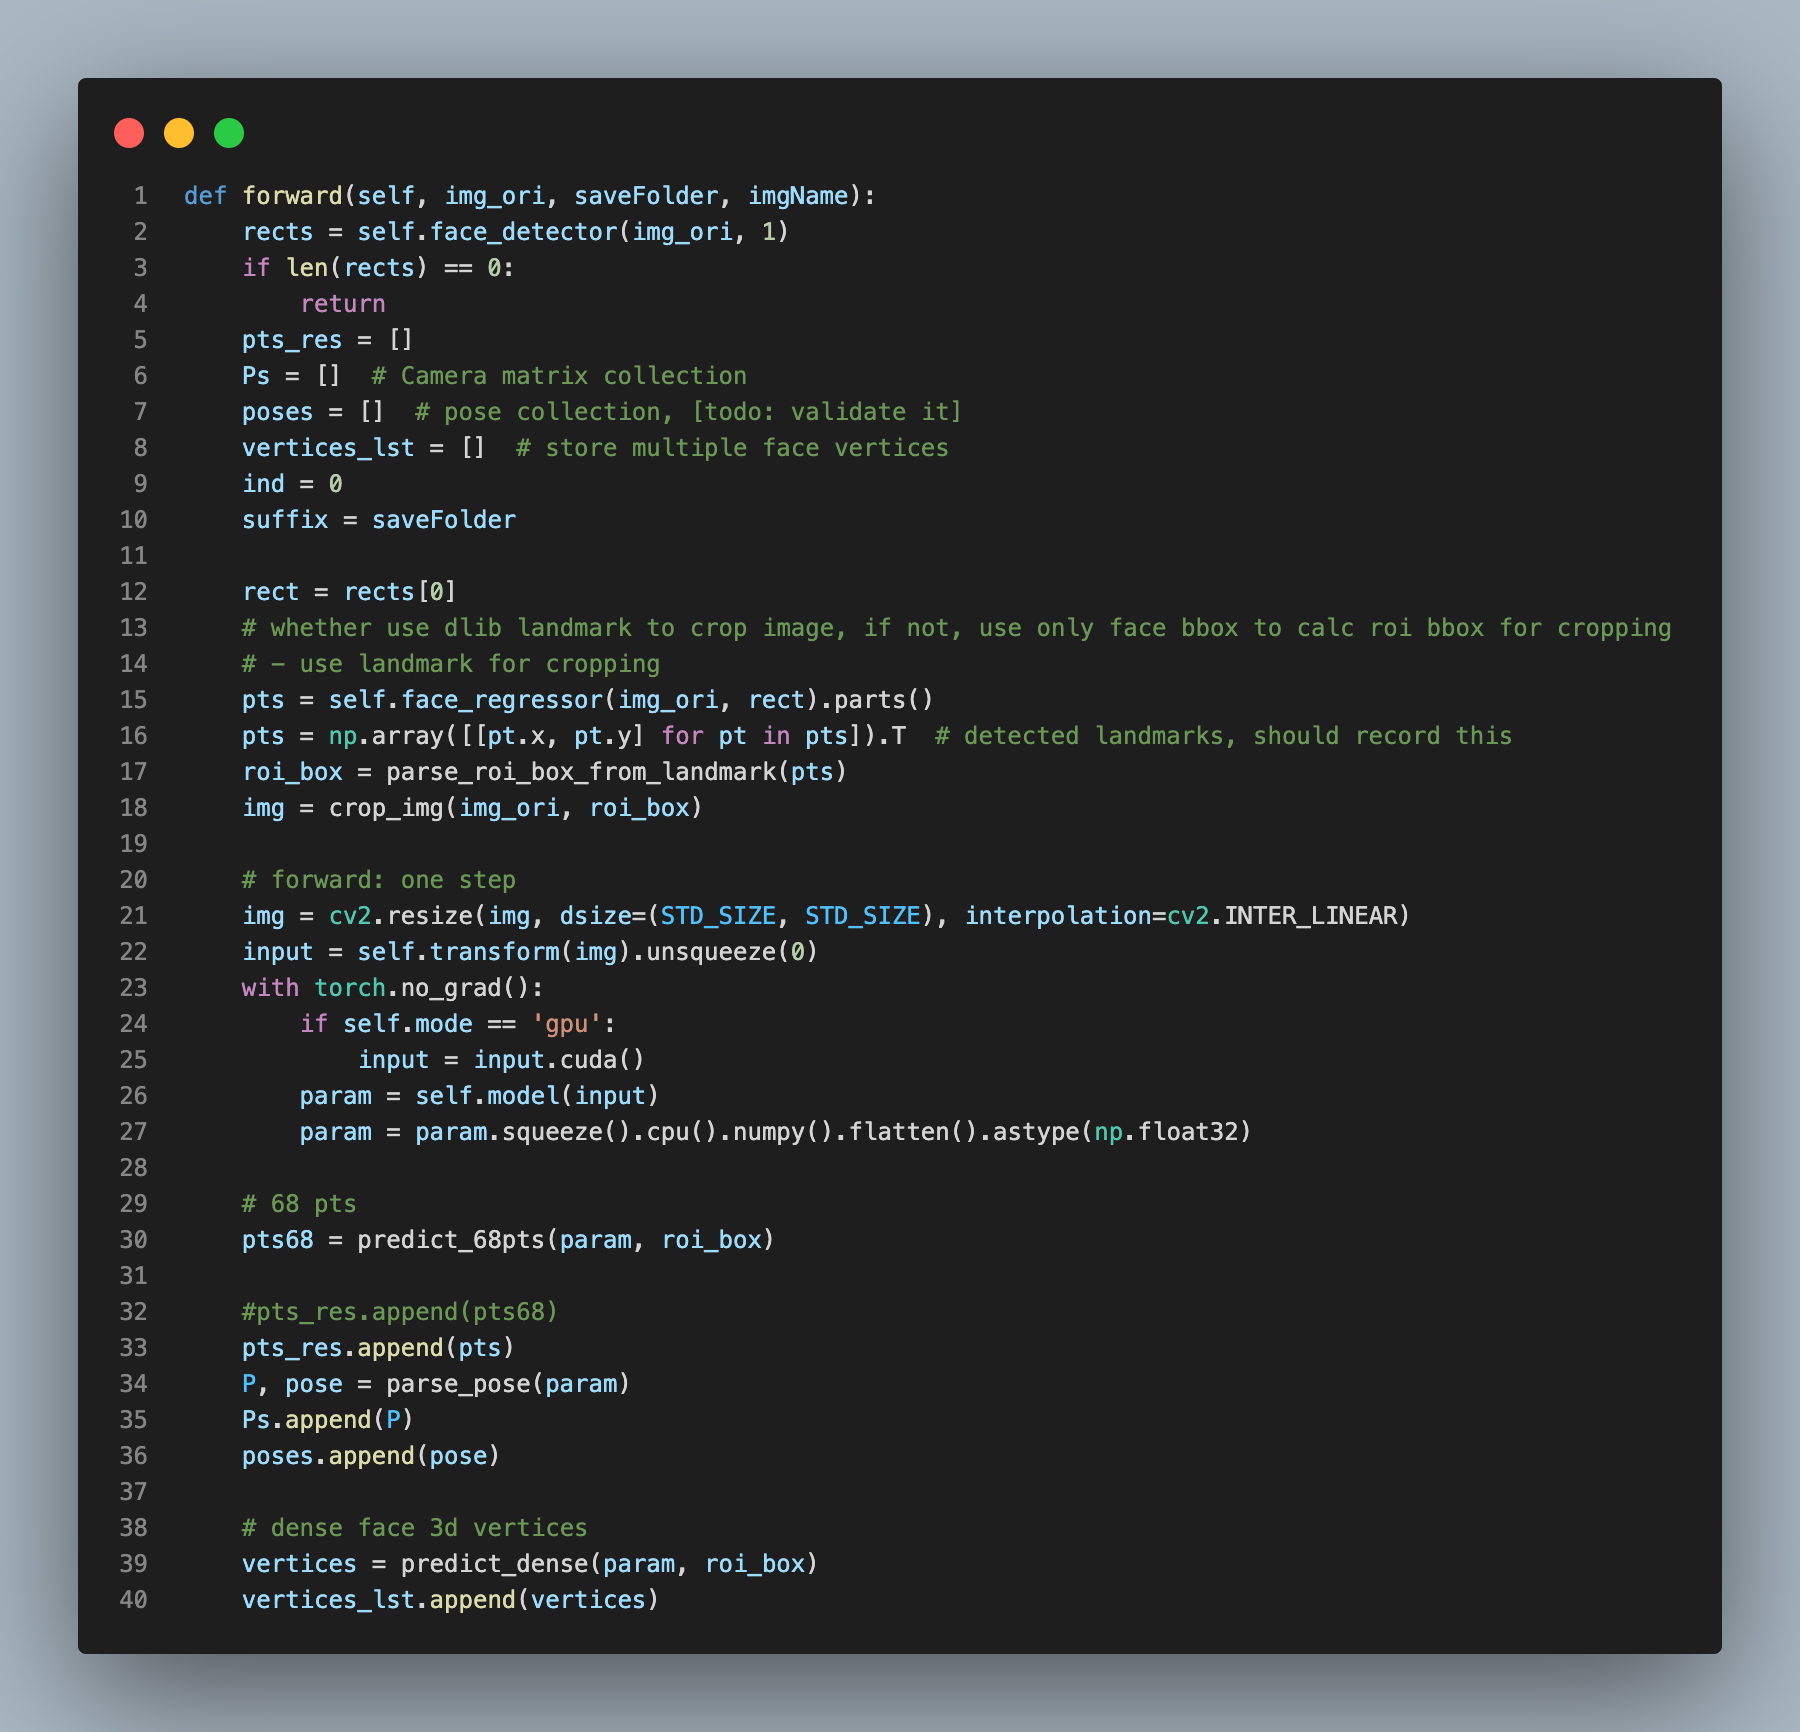 1 def forward(self, img_ori, saveFolder, imgName):
2     rects = self.face_detector(img_ori, 1)
3     if len(rects) == 0:
4         return
5     pts_res = []
6     Ps = []  # Camera matrix collection
7     poses = []  # pose collection, [todo: validate it]
8     vertices_lst = []  # store multiple face vertices
9     ind = 0
10     suffix = saveFolder
11
12     rect = rects[0]
13     # whether use dlib landmark to crop image, if not, use only face bbox to calc roi bbox for cropping
14     # - use landmark for cropping
15     pts = self.face_regressor(img_ori, rect).parts()
16     pts = np.array([[pt.x, pt.y] for pt in pts]).T  # detected landmarks, should record this
17     roi_box = parse_roi_box_from_landmark(pts)
18     img = crop_img(img_ori, roi_box)
19
20     # forward: one step
21     img = cv2.resize(img, dsize=(STD_SIZE, STD_SIZE), interpolation=cv2.INTER_LINEAR)
22     input = self.transform(img).unsqueeze(0)
23     with torch.no_grad():
24         if self.mode == 'gpu':
25             input = input.cuda()
26         param = self.model(input)
27         param = param.squeeze().cpu().numpy().flatten().astype(np.float32)
28
29     # 68 pts
30     pts68 = predict_68pts(param, roi_box)
31
32     #pts_res.append(pts68)
33     pts_res.append(pts)
34     P, pose = parse_pose(param)
35     Ps.append(P)
36     poses.append(pose)
37
38     # dense face 3d vertices
39     vertices = predict_dense(param, roi_box)
40     vertices_lst.append(vertices)